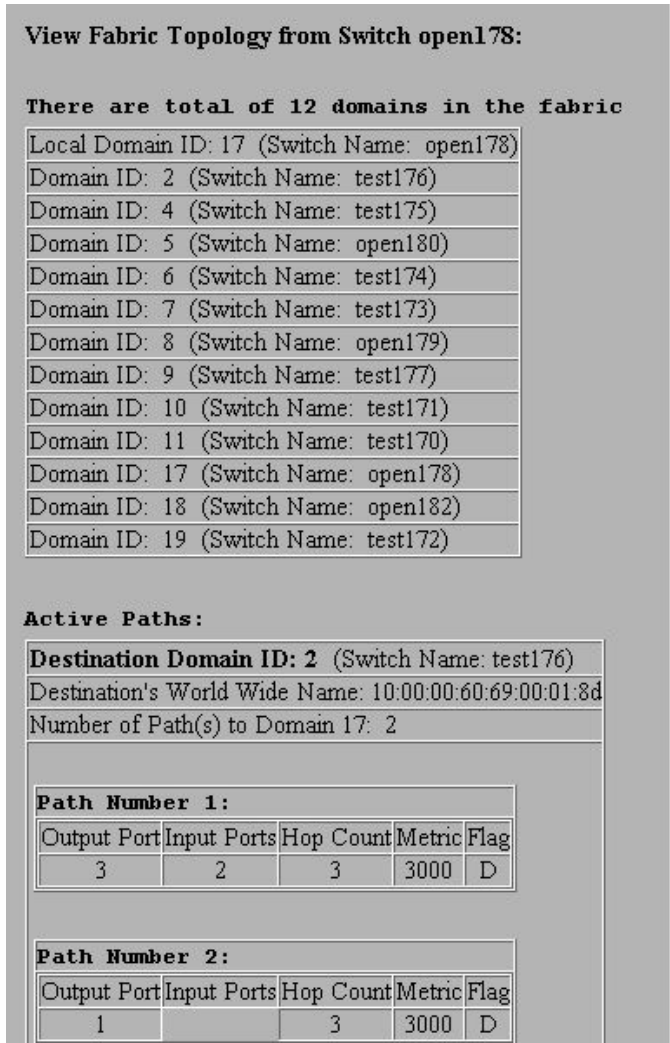 View Fabric Topology from Switch open178:
There are total of 12 domains in the fabric
Local Domain ID: 17 (Switch Name: open178)
Domain ID: 2 (Switch Name: test176)
Domain ID: 4 (Switch Name: test175)
Domain ID: 5 (Switch Name: open180)
Domain ID: 6 (Switch Name: test174)
Domain ID: 7 (Switch Name: test173)
Domain ID: 8 (Switch Name: open179)
Domain ID: 9 (Switch Name: test177)
Domain ID: 10 (Switch Name: test171)
Domain ID: 11 (Switch Name: test170)
Domain ID: 17 (Switch Name: open178)
Domain ID: 18 (Switch Name: open182)
Domain ID: 19 (Switch Name: test172)
Active Paths:
Destination Domain ID: 2 (Switch Name: test176)
Destination's World Wide Name: 10:00:00:60:69:00:01:8d
Number of Path(s) to Domain 17: 2
Path Number 1:
Output Port Input Ports Hop Count Metric Flag
3 2 3 3000 D
Path Number 2:
Output Port Input Ports Hop Count Metric Flag
1 3 3000 D